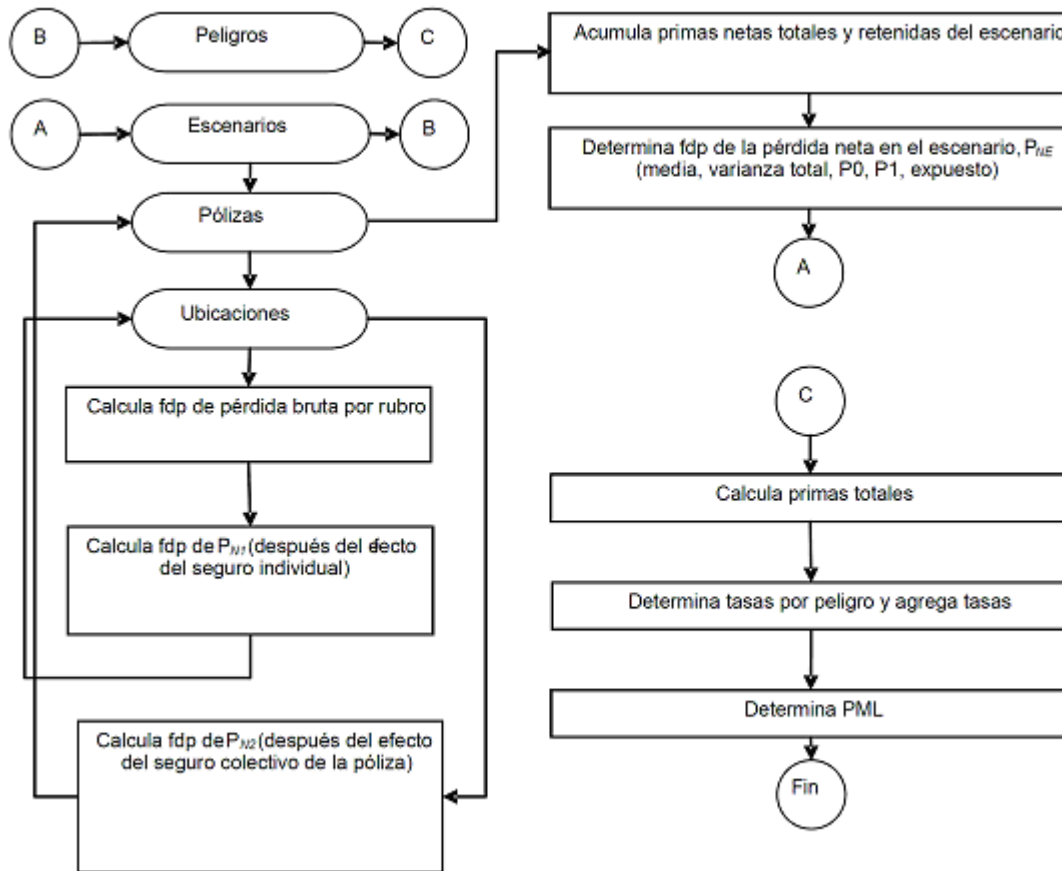 B
Peligros
C
A
Escenarios
B
Pólizas
Ubicaciones
Calcula fdp de pérdida bruta por rubro
Calcula fdp de PN1(después del efecto
del seguro individual)
Calcula fdp de PN2(después del efecto
del seguro colectivo de la póliza)
Acumula primas netas totales y retenidas del escenario
Determina fdp de la pérdida neta en el escenario, PNE
(media, varianza total, P0, P1, expuesto)
A
C
Calcula primas totales
Determina tasas por peligro y agrega tasas
Determina PML
Fin